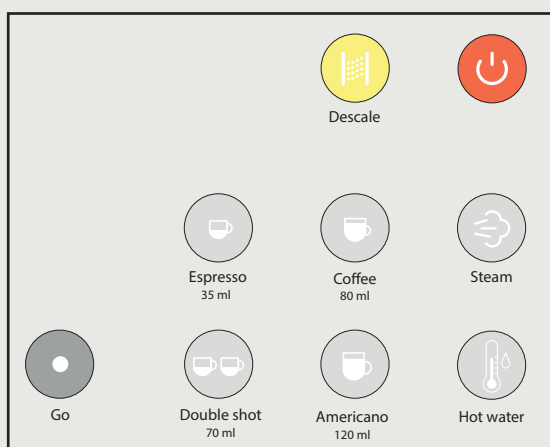 Descale
Espresso
35 ml
Coffee
80 ml
Steam
Go
Double shot
70 ml
Americano
120 ml
Hot water